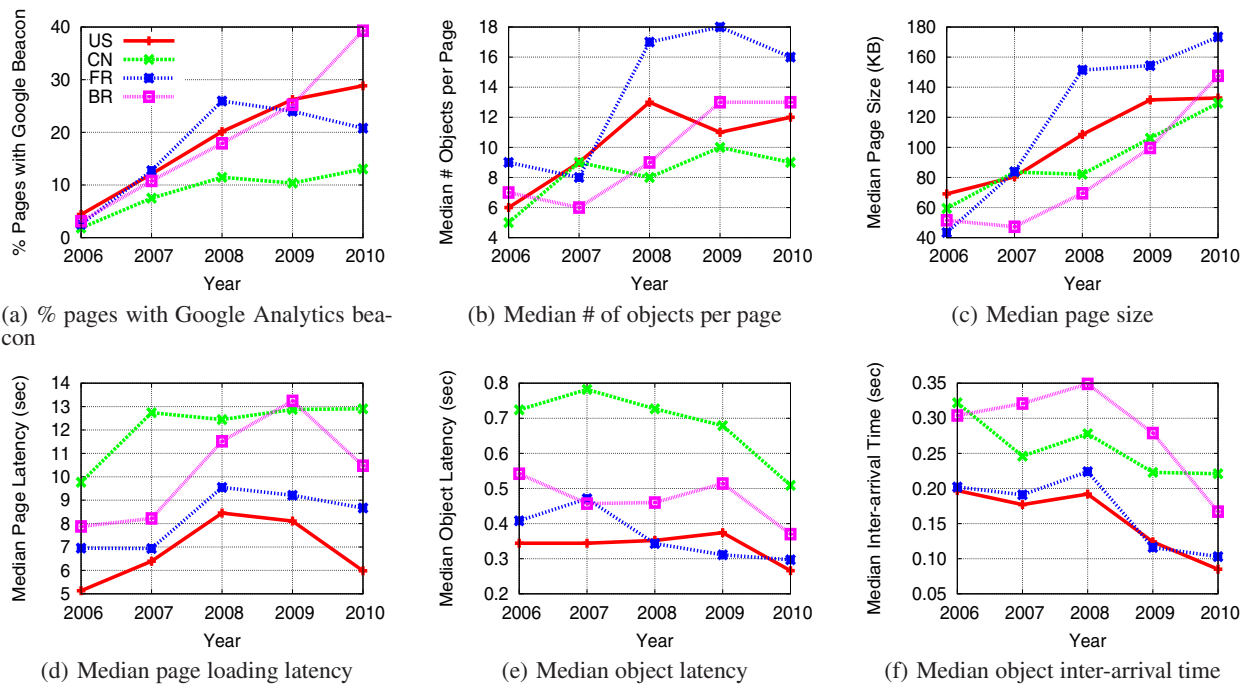 40
30
20
10
0
2006 2007 2008 2009 2010
Year
% Pages with Google Beacon
US
CN
FR
BR
(a) % pages with Google Analytics bea-
con
18
16
14
12
10
8
6
4
2006 2007 2008 2009 2010
Year
Median # Objects per Page
(b) Median # of objects per page
180
160
140
120
100
80
60
40
2006 2007 2008 2009 2010
Year
Median Page Size (KB)
(c) Median page size
14
13
12
11
10
9
8
7
6
5
2006 2007 2008 2009 2010
Year
Median Page Latency (sec)
(d) Median page loading latency
0.8
0.7
0.6
0.5
0.4
0.3
0.2
2006 2007 2008 2009 2010
Year
Median Object Latency (sec)
(e) Median object latency
0.35
0.30
0.25
0.20
0.15
0.10
0.05
2006 2007 2008 2009 2010
Year
Median Inter-arrival Time (sec)
(f) Median object inter-arrival time